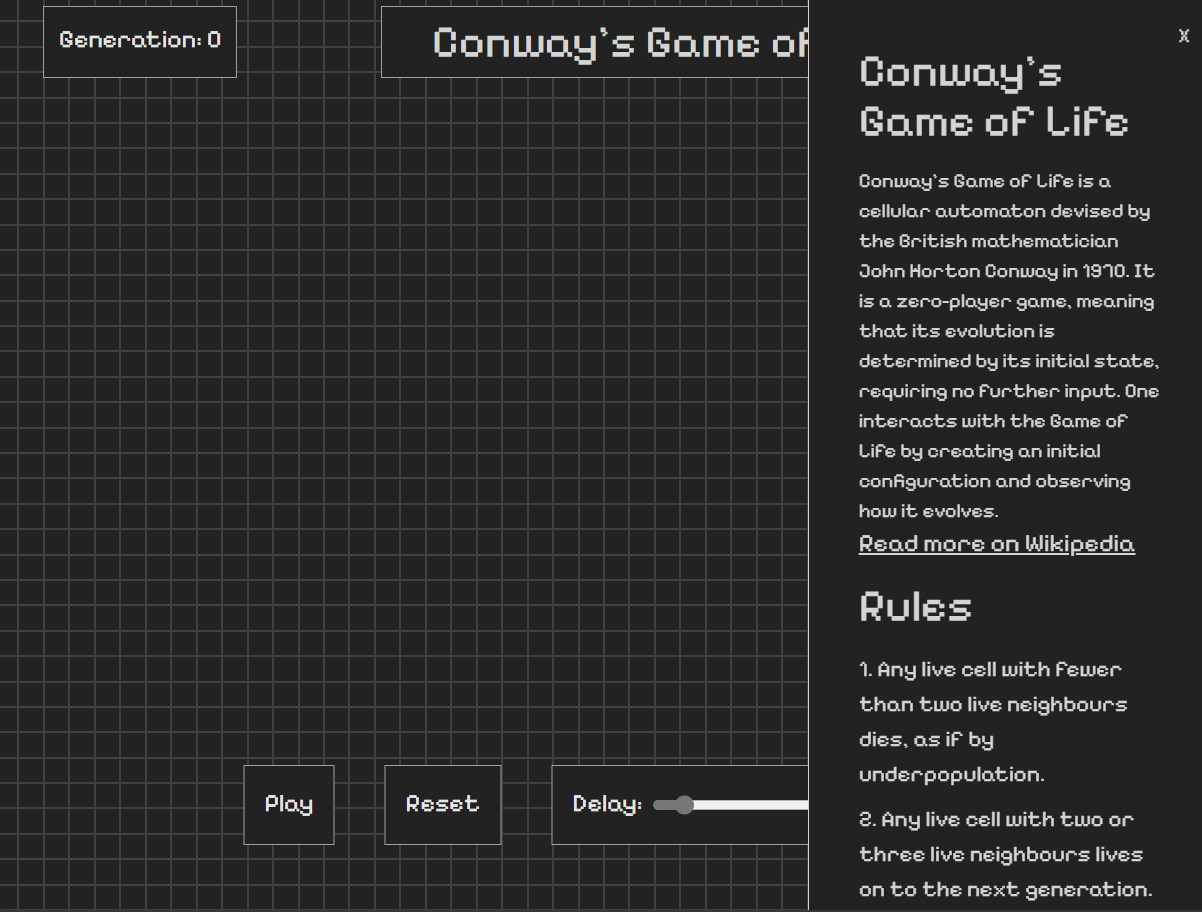 Generation: 0
Conway's Game of
x
Conway's
Game of Life
Conway's Game of Life is a
cellular automaton devised by
the British mathematician
John Horton Conway in 1970. It
is a zero-player game, meaning
that its evolution is
determined by its initial state,
requiring no further input. One
interacts with the Game of
Life by creating an initial
configuration and observing
how it evolves.
Read more on Wikipedia
Rules
1. Any live cell with fewer
than two live neighbours
dies, as if by
underpopulation.
2. Any live cell with two or
three live neighbours lives
on to the next generation.
Play
Reset
Delay: